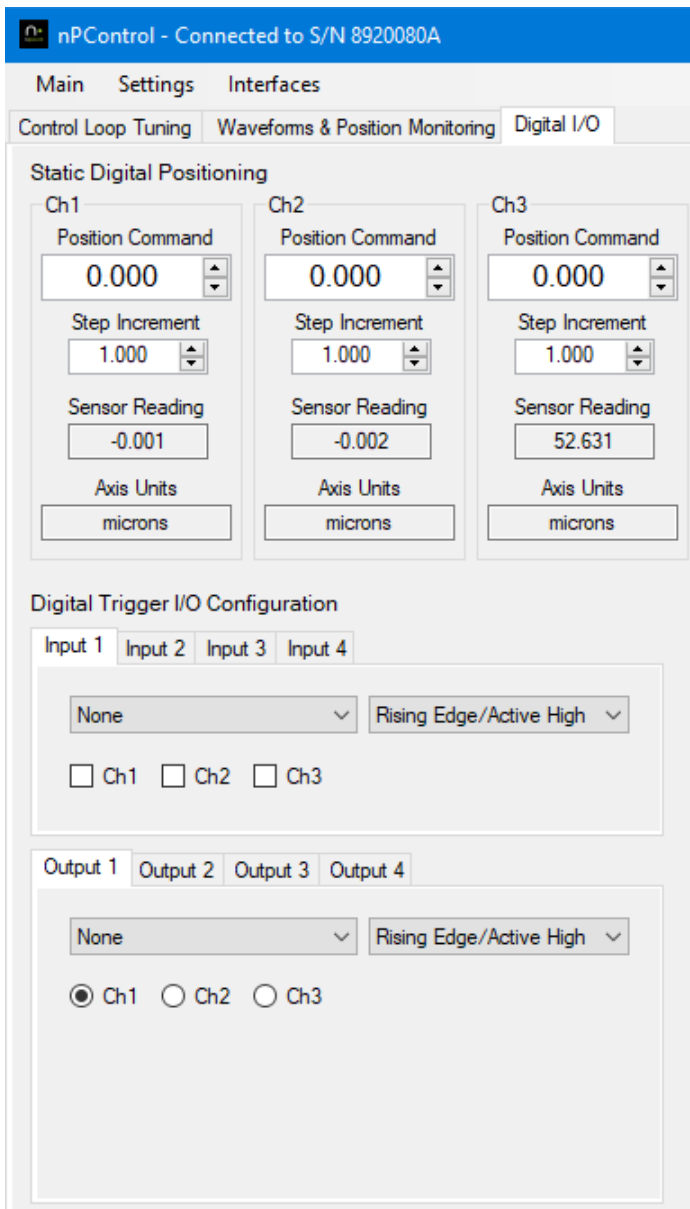 nPControl - Connected to S/N 8920080A
Main Settings Interfaces
Control Loop Tuning Waveforms & Position Monitoring Digital I/O
Static Digital Positioning
Ch1 Ch2 Ch3
Position Command Position Command Position Command
0.000 0.000 0.000
Step Increment Step Increment Step Increment
1.000 1.000 1.000
Sensor Reading Sensor Reading Sensor Reading
-0.001 -0.002 52.631
Axis Units Axis Units Axis Units
microns microns microns
Digital Trigger I/O Configuration
Input 1 Input 2 Input 3 Input 4
None Rising Edge/Active High
Ch1 Ch2 Ch3
Output 1 Output 2 Output 3 Output 4
None Rising Edge/Active High
Ch1 Ch2 Ch3